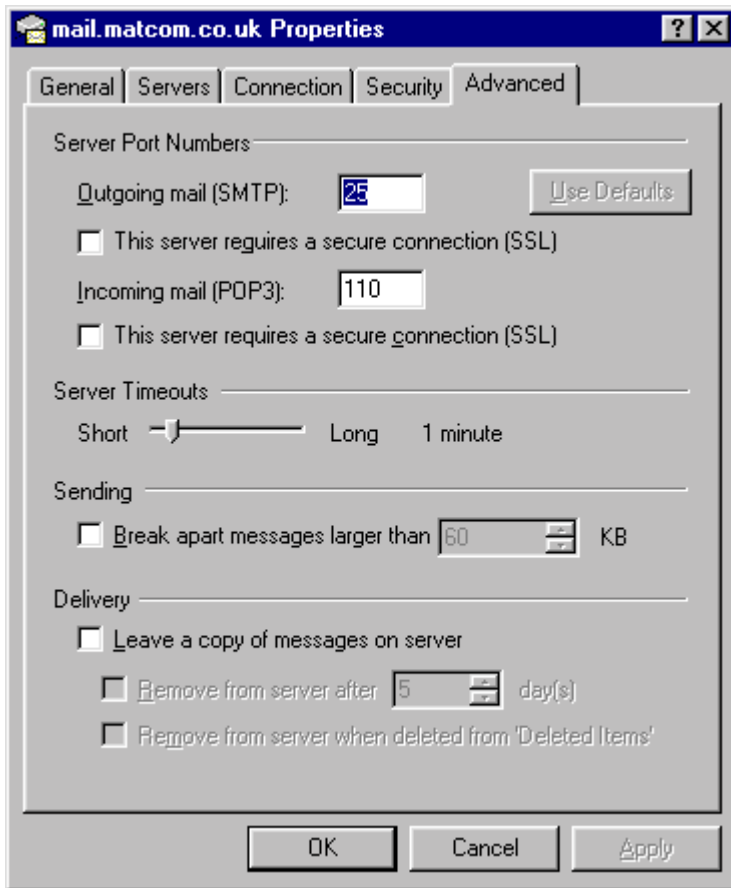 mail.matcom.co.uk Properties
General Servers Connection Security Advanced
Server Port Numbers
Outgoing mail (SMTP): 25 Use Defaults
This server requires a secure connection (SSL)
Incoming mail (POP3): 110
This server requires a secure connection (SSL)
Server Timeouts
Short Long 1 minute
Sending
Break apart messages larger than 60 KB
Delivery
Leave a copy of messages on server
Remove from server after 5 day(s)
Remove from server when deleted from 'Deleted Items'
OK Cancel Apply